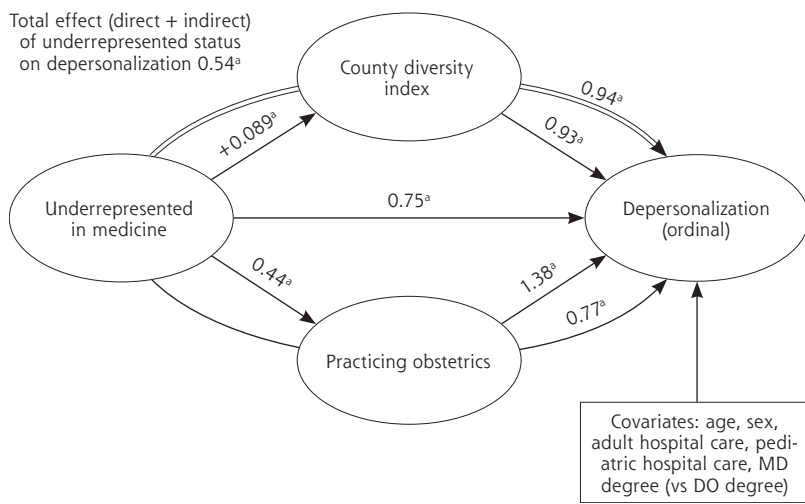 Total effect (direct + indirect)
of underrepresented status
on depersonalization 0.54ᵃ
County diversity
index
0.94ᵃ
+0.089ᵃ
0.93ᵃ
Underrepresented
in medicine
0.75ᵃ
Depersonalization
(ordinal)
0.44ᵃ
1.38ᵃ
0.77ᵃ
Practicing obstetrics
Covariates: age, sex,
adult hospital care, pedi-
atric hospital care, MD
degree (vs DO degree)